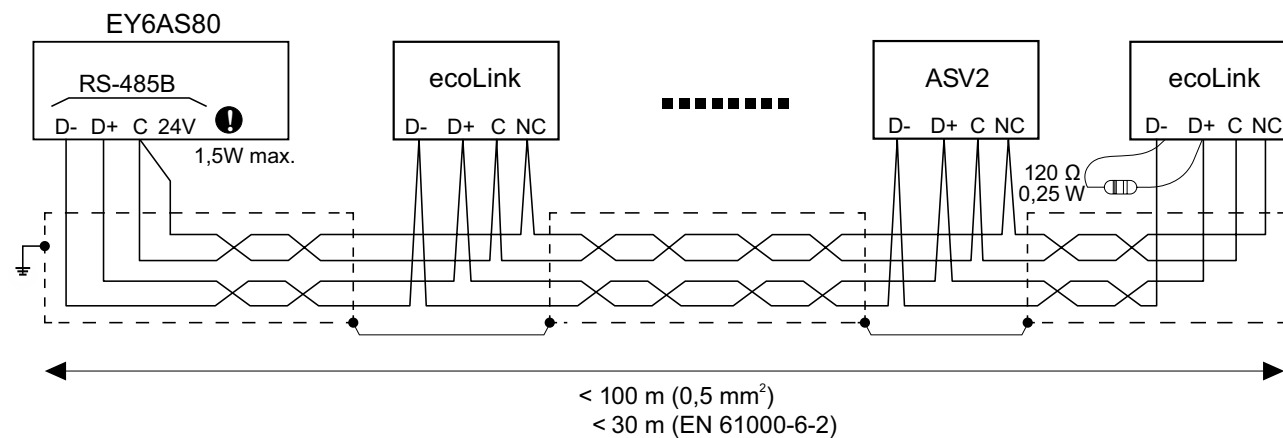 EY6AS80
RS-485B
D- D+ C 24V
!
1,5W max.
ecoLink
D- D+ C NC
ASV2
D- D+ C NC
ecoLink
D- D+ C NC
120 Ω
0,25 W
< 100 m (0,5 mm²)
< 30 m (EN 61000-6-2)